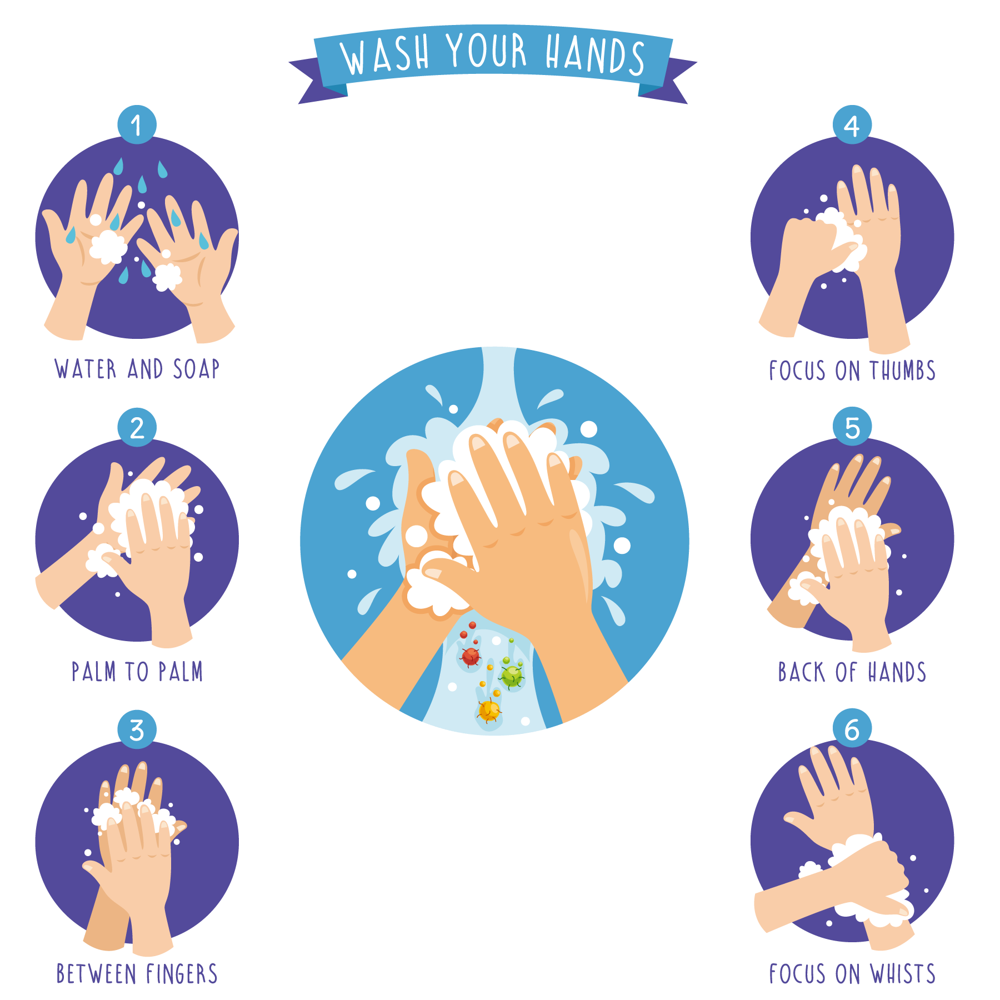 WASH YOUR HANDS
1
WATER AND SOAP
2
PALM TO PALM
3
BETWEEN FINGERS
4
FOCUS ON THUMBS
5
BACK OF HANDS
6
FOCUS ON WHISTS